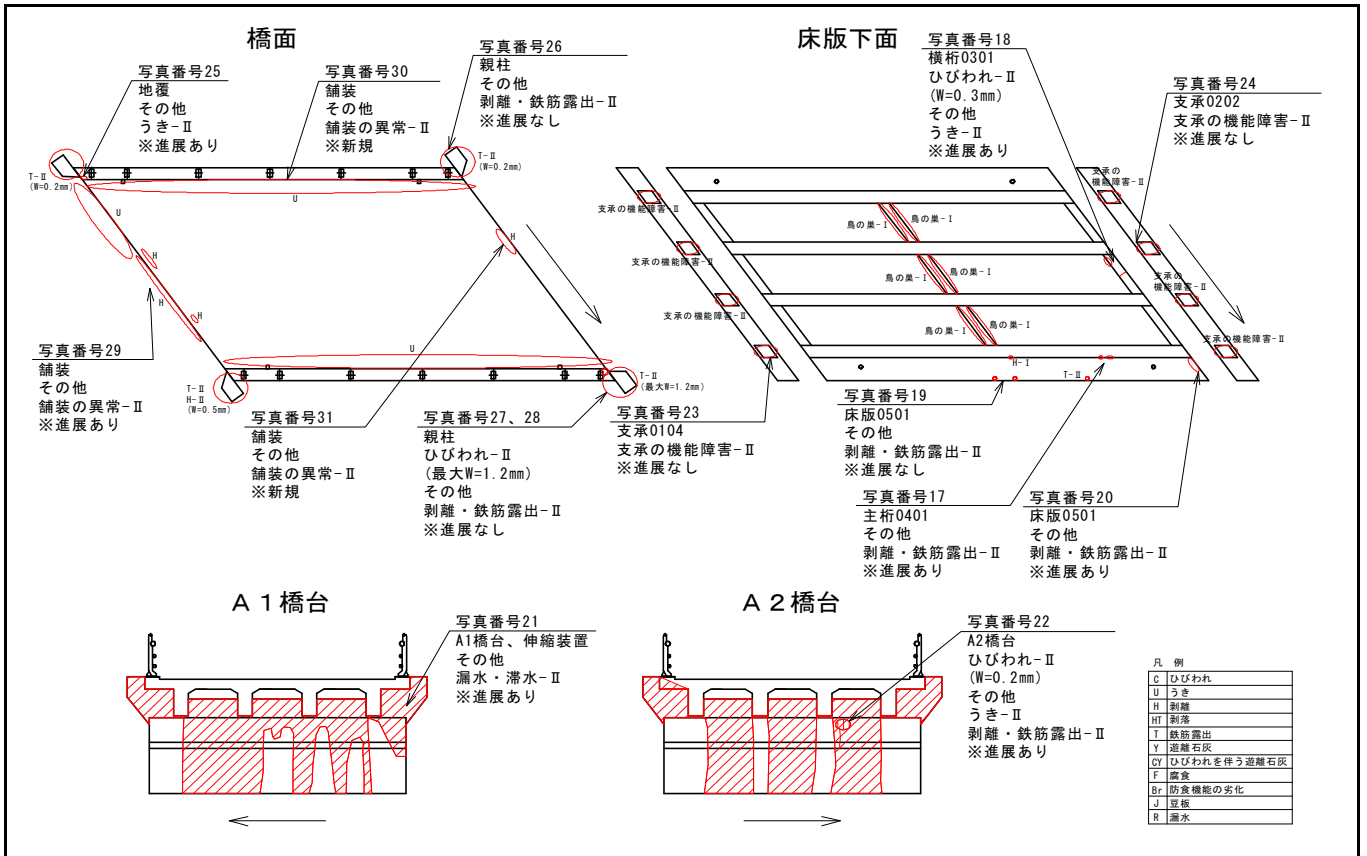 橋面
写真番号25
地覆
その他
うき-Ⅱ
※進展あり
写真番号30
舗装
その他
舗装の異常-Ⅱ
※新規
写真番号26
親柱
その他
剥離・鉄筋露出-Ⅱ
※進展なし
T-Ⅱ
(W=0.2mm)
T-Ⅱ
(W=0.2mm)
U
U
H
H
H
H
U
写真番号29
舗装
その他
舗装の異常-Ⅱ
※進展あり
T-Ⅱ
H-Ⅱ
(W=0.5mm)
T-Ⅱ
(最大W=1.2mm)
写真番号31
舗装
その他
舗装の異常-Ⅱ
※新規
写真番号27、28
親柱
ひびわれ-Ⅱ
(最大W=1.2mm)
その他
剥離・鉄筋露出-Ⅱ
※進展なし
床版下面
写真番号18
横桁0301
ひびわれ-Ⅱ
(W=0.3mm)
その他
うき-Ⅱ
※進展あり
写真番号24
支承0202
支承の機能障害-Ⅱ
※進展なし
支承の
機能障害-Ⅱ
支承の機能障害-Ⅱ
鳥の巣-Ⅰ
鳥の巣-Ⅰ
支承の機能障害-Ⅱ
鳥の巣-Ⅰ
鳥の巣-Ⅰ
支承の
機能障害-Ⅱ
支承の機能障害-Ⅱ
鳥の巣-Ⅰ
鳥の巣-Ⅰ
支承の機能障害-Ⅱ
H-Ⅰ
T-Ⅱ
写真番号23
支承0104
支承の機能障害-Ⅱ
※進展なし
写真番号19
床版0501
その他
剥離・鉄筋露出-Ⅱ
※進展なし
写真番号17
主桁0401
その他
剥離・鉄筋露出-Ⅱ
※進展あり
写真番号20
床版0501
その他
剥離・鉄筋露出-Ⅱ
※進展あり
A1橋台
写真番号21
A1橋台、伸縮装置
その他
漏水・滞水-Ⅱ
※進展あり
A2橋台
写真番号22
A2橋台
ひびわれ-Ⅱ
(W=0.2mm)
その他
うき-Ⅱ
剥離・鉄筋露出-Ⅱ
※進展あり
凡 例
C ひびわれ
U うき
H 剥離
HT 剥落
T 鉄筋露出
Y 遊離石灰
CY ひびわれを伴う遊離石灰
F 腐食
Br 防食機能の劣化
J 豆板
R 漏水